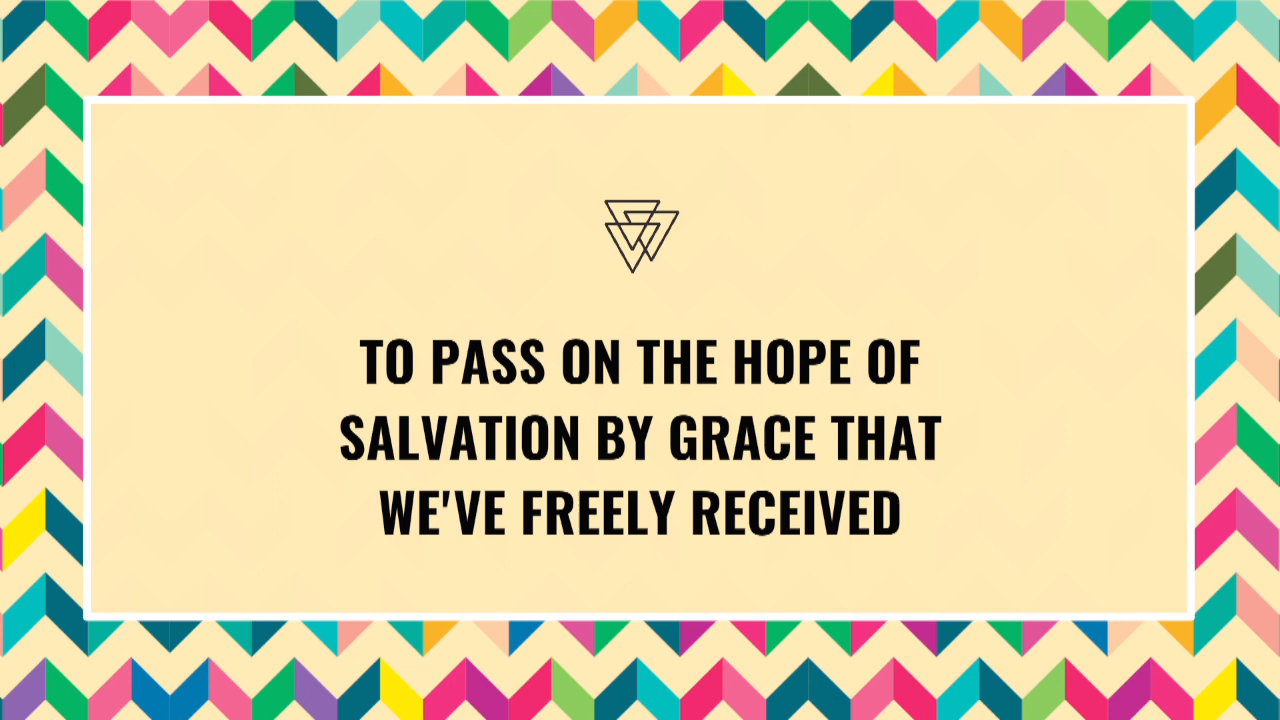 TO PASS ON THE HOPE OF
SALVATION BY GRACE THAT
WE'VE FREELY RECEIVED